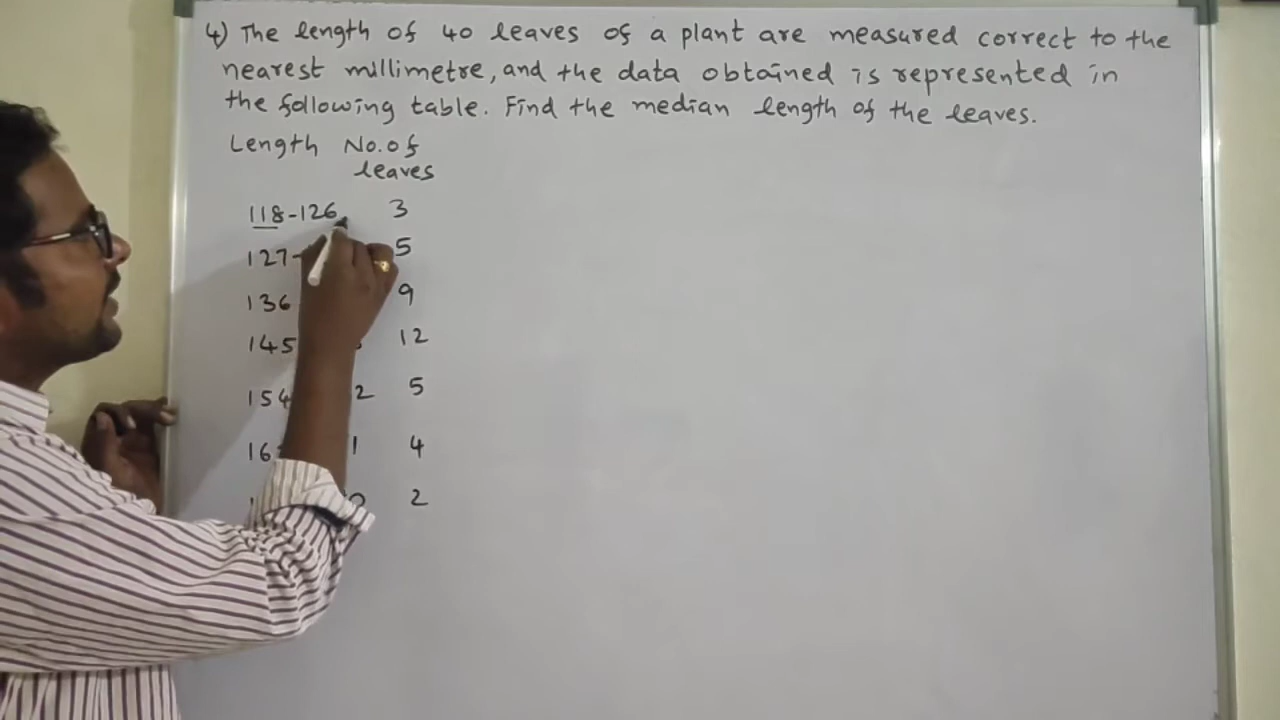 4) The length of 40 leaves of a plant are measured correct to the
nearest millimetre, and the data obtained is represented in
the following table. Find the median length of the leaves.
Length No. of
leaves
118-126 3
127- 5
136 9
145 12
154 2 5
16 1 4
2